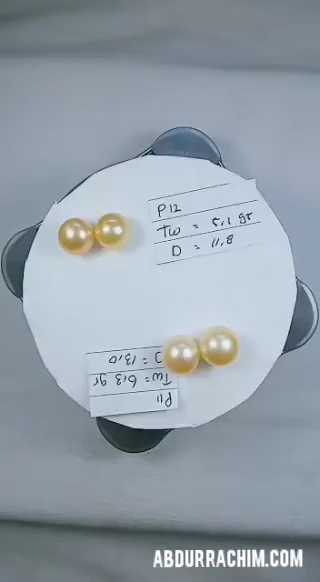 P12
TW = 5,1 gr
D = 11,8
P11
TW = 6,3 gr
D = 13,0
ABDURRACHIM.COM